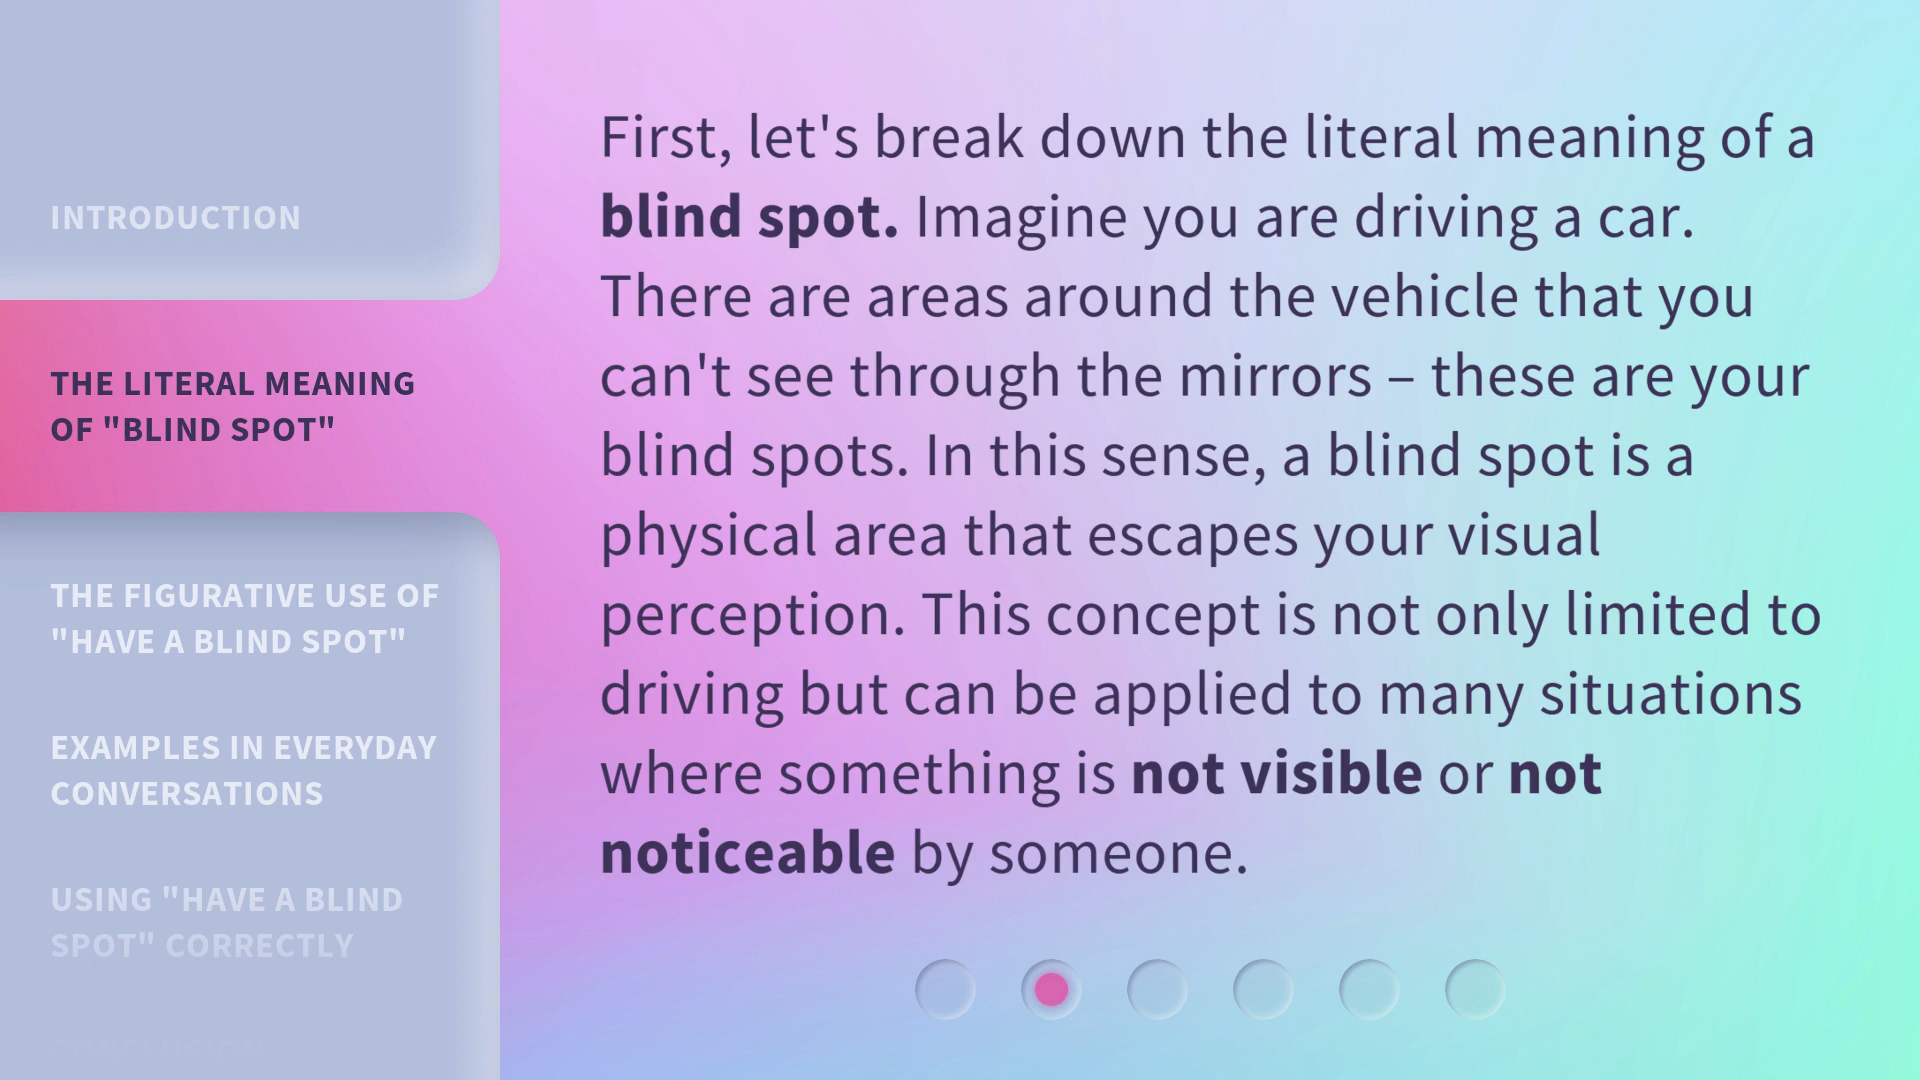 INTRODUCTION
THE LITERAL MEANING
OF "BLIND SPOT"
THE FIGURATIVE USE OF
"HAVE A BLIND SPOT"
EXAMPLES IN EVERYDAY
CONVERSATIONS
USING "HAVE A BLIND
SPOT" CORRECTLY
CONCLUSION
First, let's break down the literal meaning of a
blind spot. Imagine you are driving a car.
There are areas around the vehicle that you
can't see through the mirrors – these are your
blind spots. In this sense, a blind spot is a
physical area that escapes your visual
perception. This concept is not only limited to
driving but can be applied to many situations
where something is not visible or not
noticeable by someone.